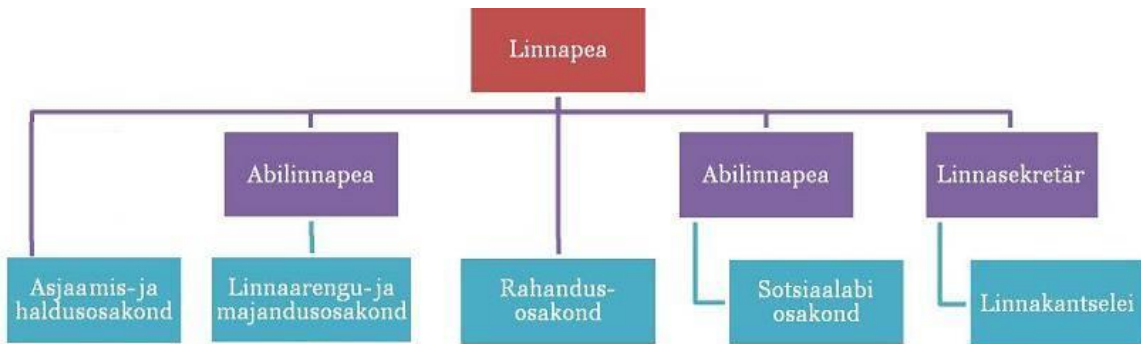 Linnapea
Abilinnapea
Abilinnapea
Linnasekretär
Asjaamis-ja
haldusosakond
Linnaarengu-ja
majandusosakond
Rahandus-
osakond
Sotsiaalabi
osakond
Linnakantselei